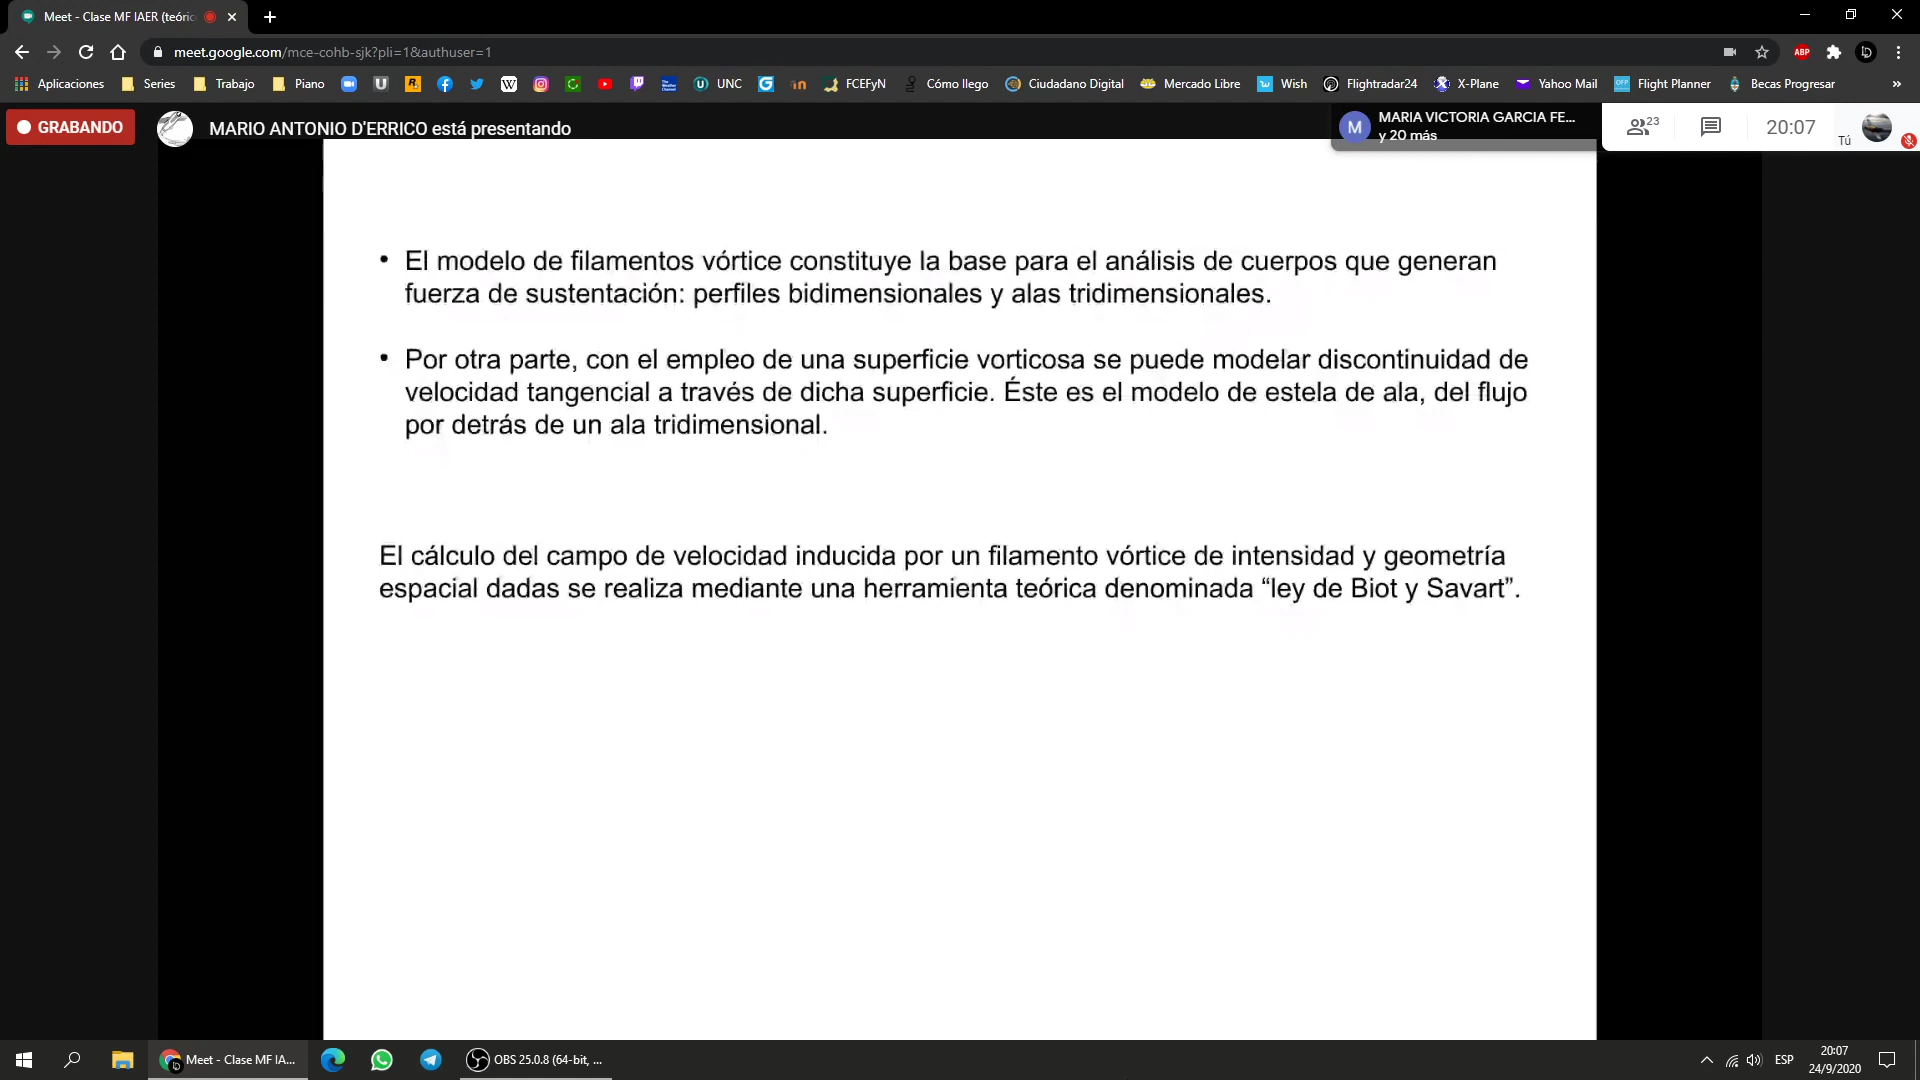 Meet - Clase MF IAER (teóric
meet.google.com/mce-cohb-sjk?pli=1&authuser=1
ABP
Aplicaciones Series Trabajo Piano UNC FCEFyN Cómo llego Ciudadano Digital Mercado Libre Wish Flightradar24 X-Plane Yahoo Mail Flight Planner Becas Progresar »
GRABANDO
MARIO ANTONIO D'ERRICO está presentando
M
MARIA VICTORIA GARCIA FE...
y 20 más
23
20:07
Tú
• El modelo de filamentos vórtice constituye la base para el análisis de cuerpos que generan
fuerza de sustentación: perfiles bidimensionales y alas tridimensionales.
• Por otra parte, con el empleo de una superficie vorticosa se puede modelar discontinuidad de
velocidad tangencial a través de dicha superficie. Éste es el modelo de estela de ala, del flujo
por detrás de un ala tridimensional.
El cálculo del campo de velocidad inducida por un filamento vórtice de intensidad y geometría
espacial dadas se realiza mediante una herramienta teórica denominada “ley de Biot y Savart”.
Meet - Clase MF IA...
OBS 25.0.8 (64-bit, ...
ESP
20:07
24/9/2020